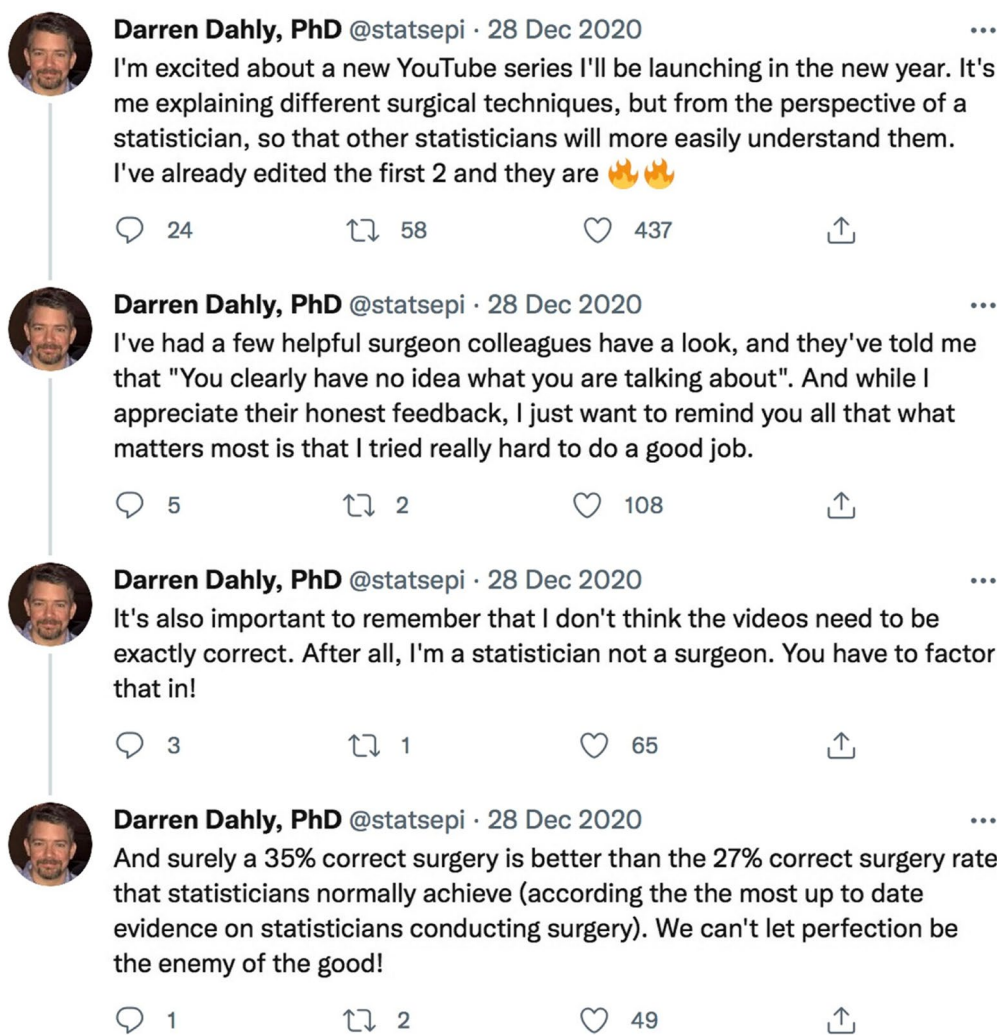 Darren Dahly, PhD @statsepi · 28 Dec 2020
I'm excited about a new YouTube series I'll be launching in the new year. It's
me explaining different surgical techniques, but from the perspective of a
statistician, so that other statisticians will more easily understand them.
I've already edited the first 2 and they are 🔥🔥
24 58 437
Darren Dahly, PhD @statsepi · 28 Dec 2020
I've had a few helpful surgeon colleagues have a look, and they've told me
that "You clearly have no idea what you are talking about". And while I
appreciate their honest feedback, I just want to remind you all that what
matters most is that I tried really hard to do a good job.
5 2 108
Darren Dahly, PhD @statsepi · 28 Dec 2020
It's also important to remember that I don't think the videos need to be
exactly correct. After all, I'm a statistician not a surgeon. You have to factor
that in!
3 1 65
Darren Dahly, PhD @statsepi · 28 Dec 2020
And surely a 35% correct surgery is better than the 27% correct surgery rate
that statisticians normally achieve (according the the most up to date
evidence on statisticians conducting surgery). We can't let perfection be
the enemy of the good!
1 2 49